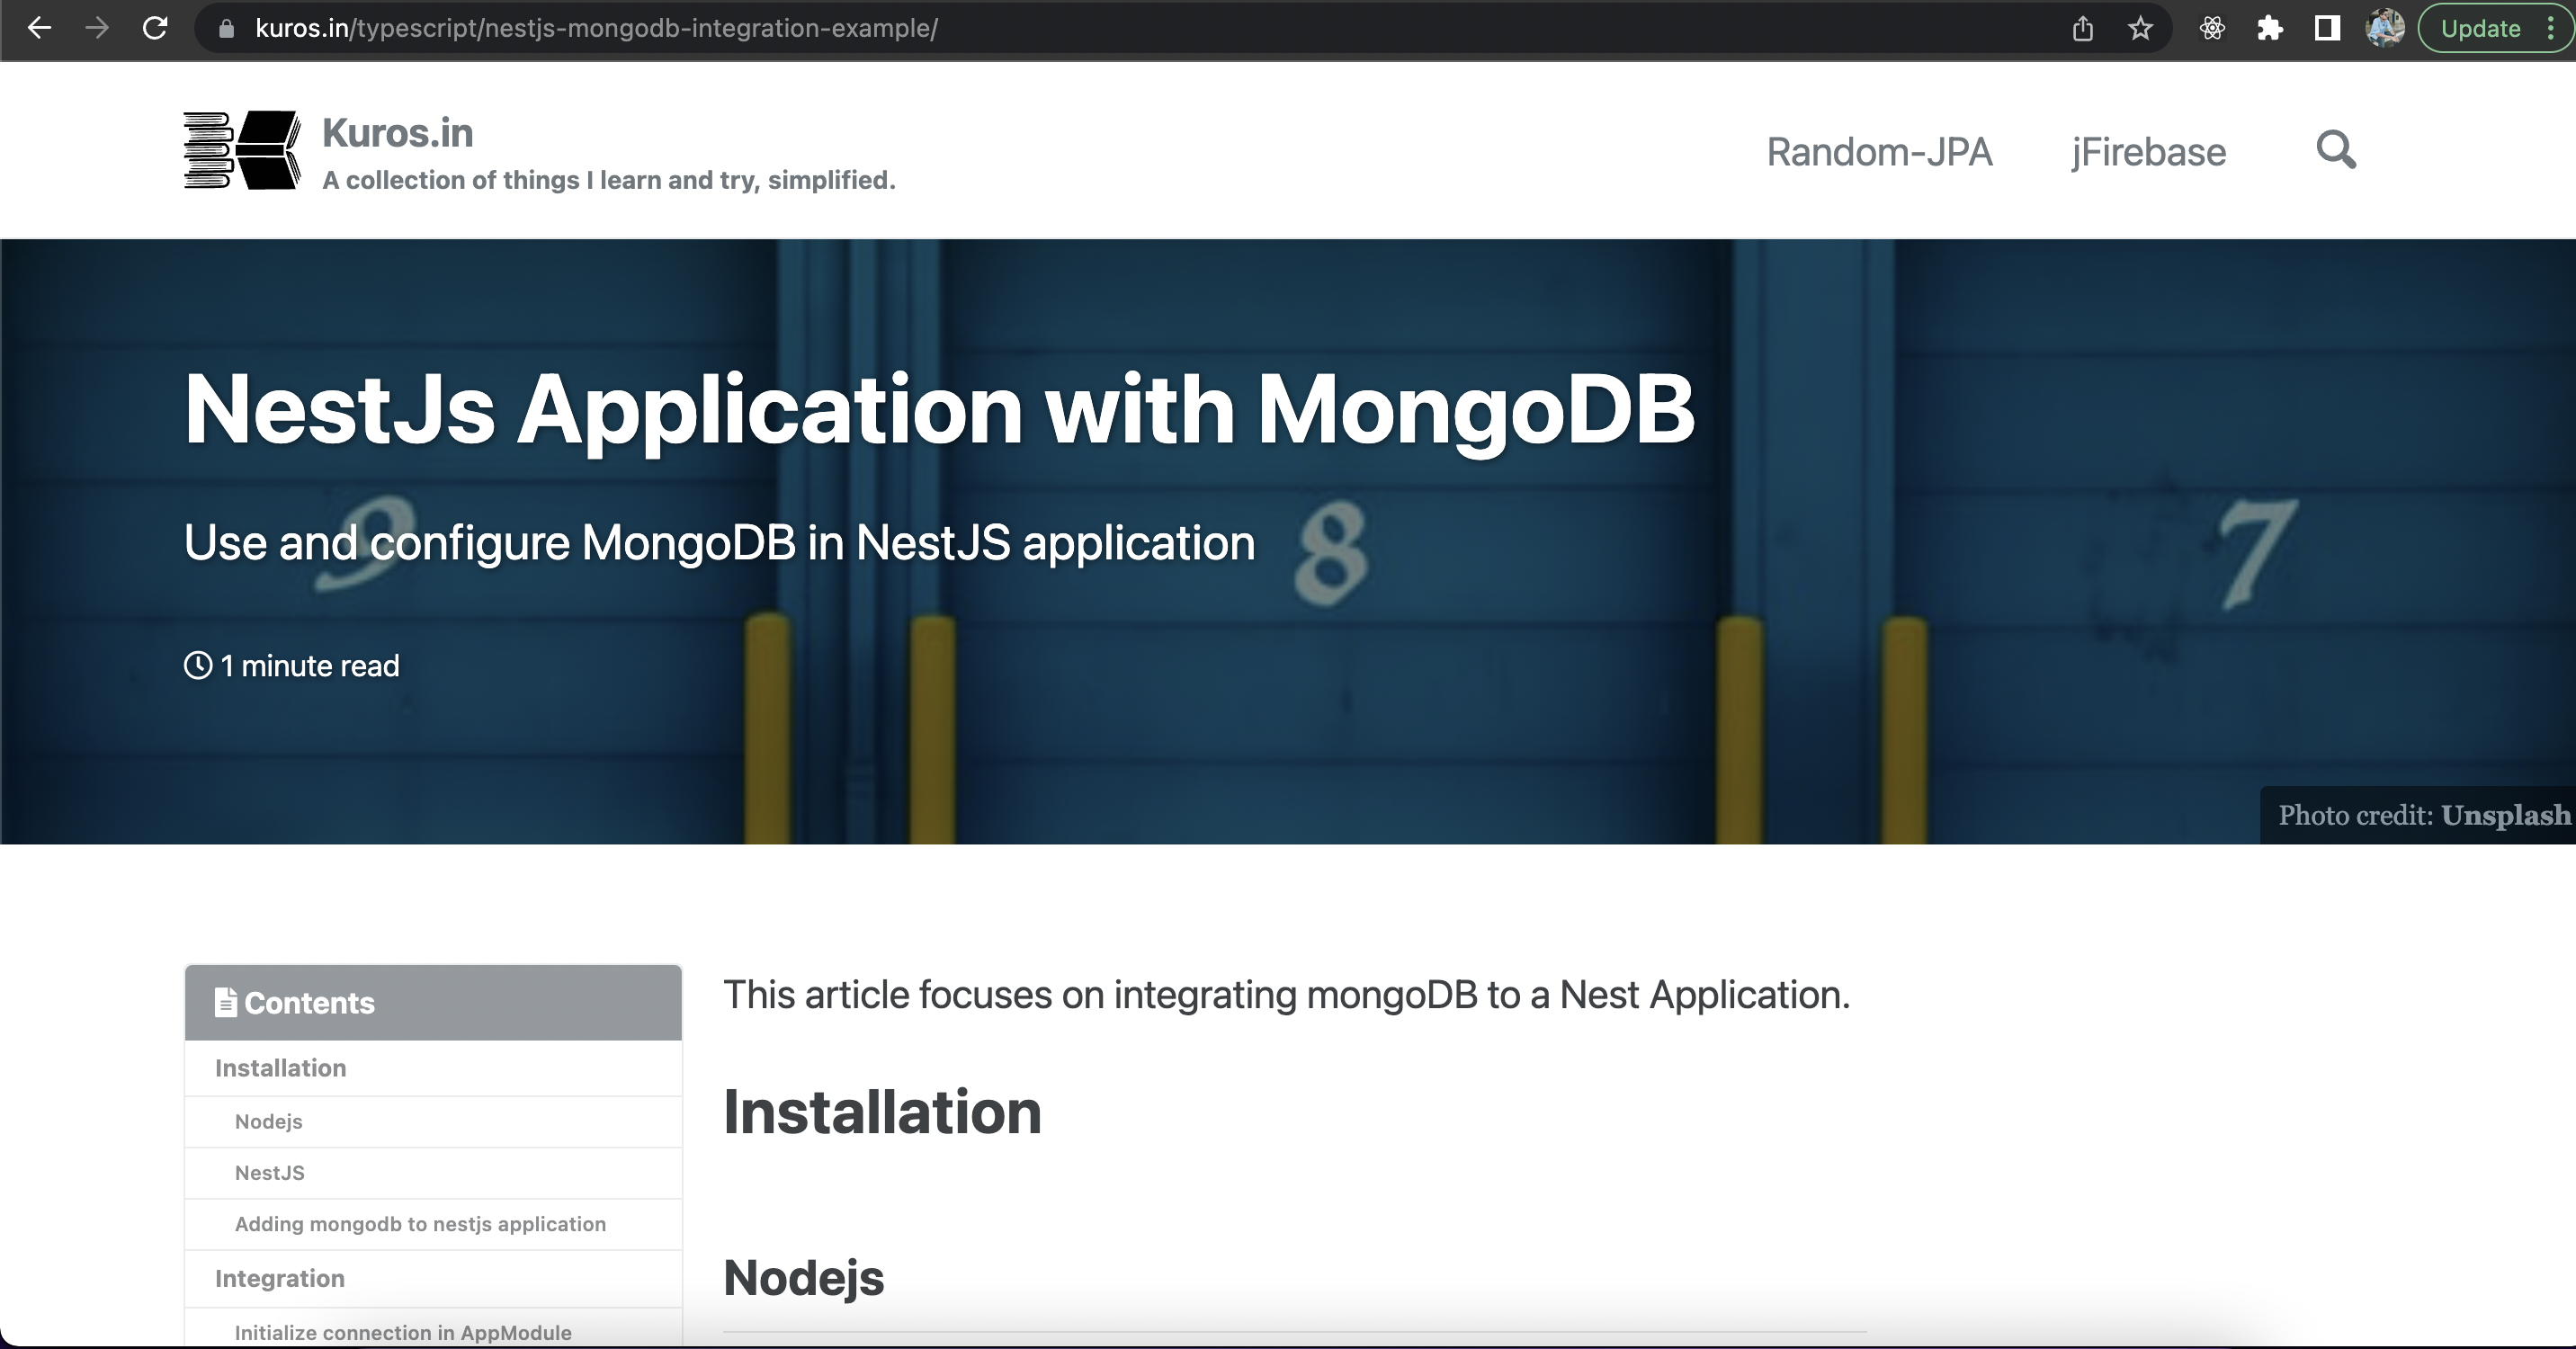 kuros.in/typescript/nestjs-mongodb-integration-example/
Update
Kuros.in
A collection of things I learn and try, simplified.
Random-JPA
jFirebase
NestJs Application with MongoDB
9
8
7
Use and configure MongoDB in NestJS application
1 minute read
Photo credit: Unsplash
Contents
Installation
Nodejs
NestJS
Adding mongodb to nestjs application
Integration
Initialize connection in AppModule
This article focuses on integrating mongoDB to a Nest Application.
Installation
Nodejs